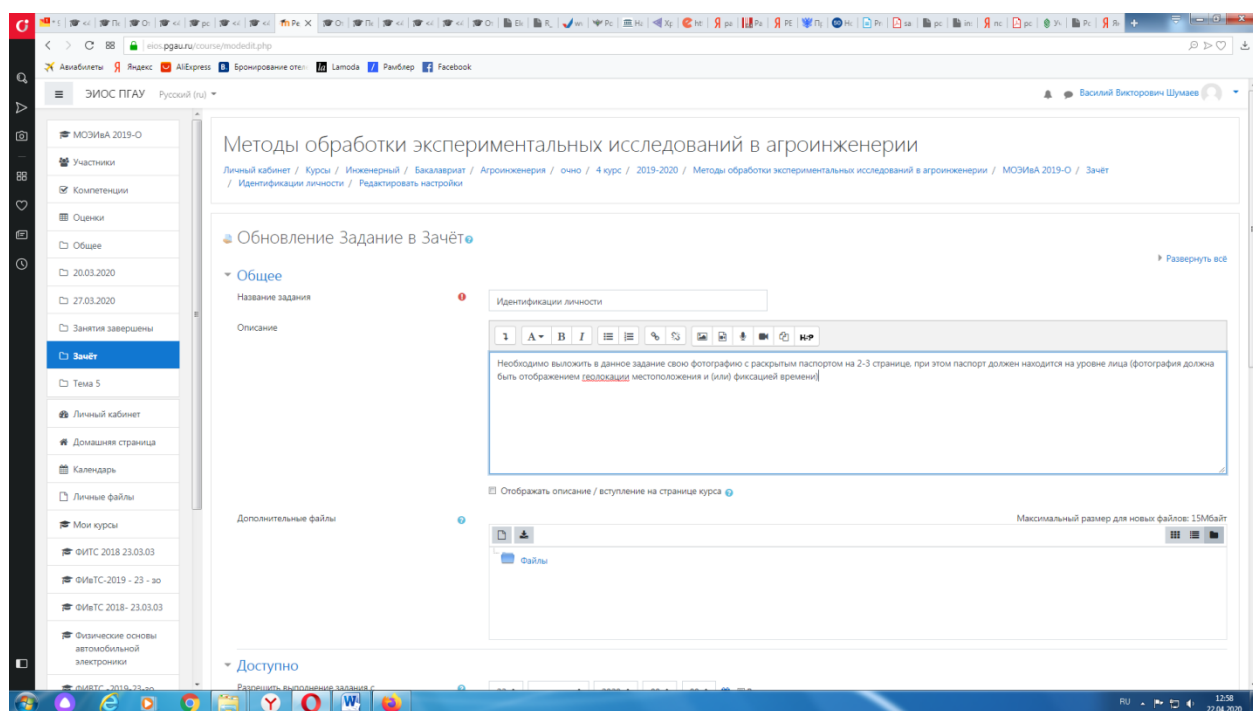 eios.pgau.ru/course/modedit.php
Авиабилеты Яндекс AliExpress Бронирование отел Lamoda Рамблер Facebook
ЭИОС ПГАУ Русский (ru)
Василий Викторович Шумаев
МОЭИвА 2019-О
Участники
Компетенции
Оценки
Общее
20.03.2020
27.03.2020
Занятия завершены
Зачёт
Тема 5
Личный кабинет
Домашняя страница
Календарь
Личные файлы
Мои курсы
ФИТС 2018 23.03.03
ФИвТС-2019 - 23 - зо
ФИвТС 2018- 23.03.03
Физические основы
автомобильной
электроники
Методы обработки экспериментальных исследований в агроинженерии
Личный кабинет / Курсы / Инженерный / Бакалавриат / Агроинженерия / очно / 4 курс / 2019-2020 / Методы обработки экспериментальных исследований в агроинженерии / МОЭИвА 2019-О / Зачёт
/ Идентификации личности / Редактировать настройки
Обновление Задание в Зачёт
Развернуть всё
Общее
Название задания
Идентификации личности
Описание
Необходимо выложить в данное задание свою фотографию с раскрытым паспортом на 2-3 странице, при этом паспорт должен находится на уровне лица (фотография должна
быть отображением геолокации местоположения и (или) фиксацией времени)
Отображать описание / вступление на странице курса
Дополнительные файлы
Максимальный размер для новых файлов: 15Мбайт
Файлы
Доступно
Разрешить выполнение задания с
RU
12:58
22.04.2020